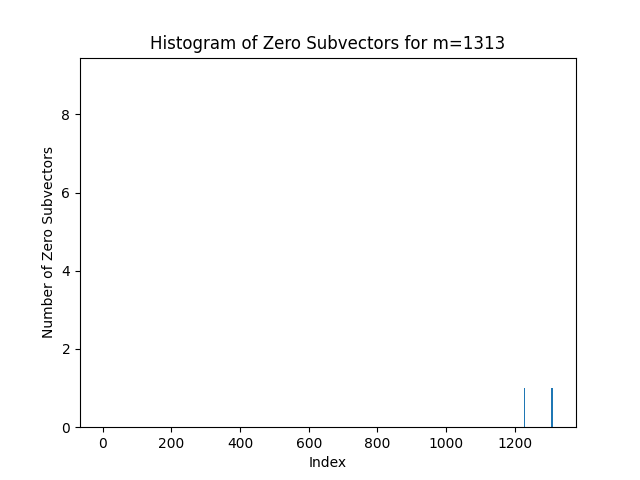 Histogram of Zero Subvectors for m=1313
Number of Zero Subvectors
8
6
4
2
0
0 200 400 600 800 1000 1200
Index